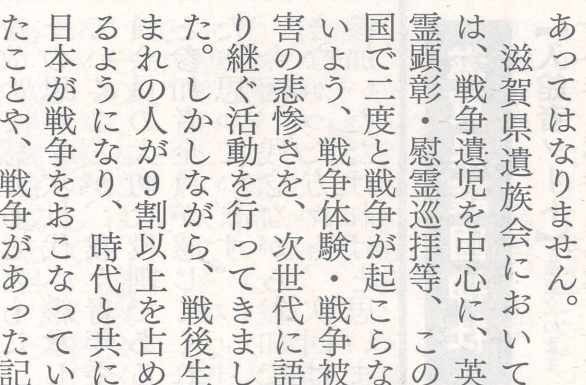 あってはなりません。
滋賀県遺族会において
は、戦争遺児を中心に、英
霊顕彰・慰霊巡拝等、この
国で二度と戦争が起こらな
いよう、戦争体験・戦争被
害の悲惨さを、次世代に語
り継ぐ活動を行ってきまし
た。しかしながら、戦後生
まれの人が9割以上を占め
るようになり、時代と共に
日本が戦争をおこなってい
たことや、戦争があった記